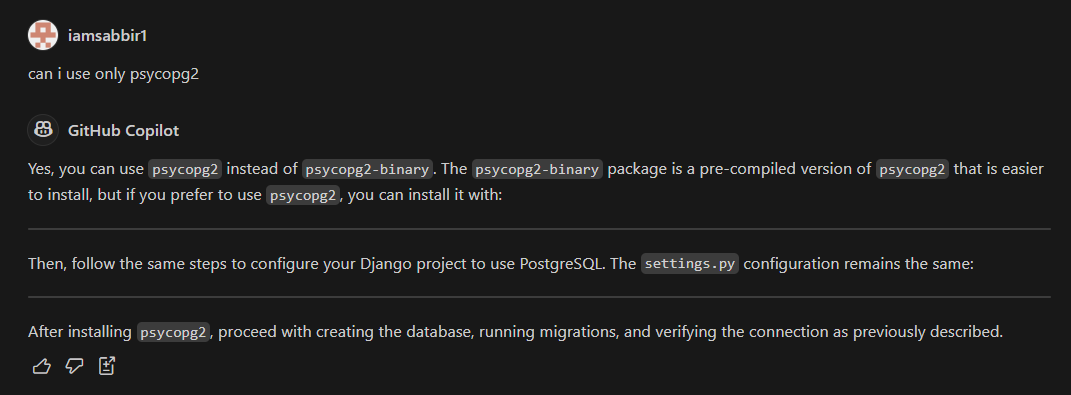 iamsabbir1
can i use only psycopg2
GitHub Copilot
Yes, you can use psycopg2 instead of psycopg2-binary. The psycopg2-binary package is a pre-compiled version of psycopg2 that is easier
to install, but if you prefer to use psycopg2, you can install it with:
Then, follow the same steps to configure your Django project to use PostgreSQL. The settings.py configuration remains the same:
After installing psycopg2, proceed with creating the database, running migrations, and verifying the connection as previously described.